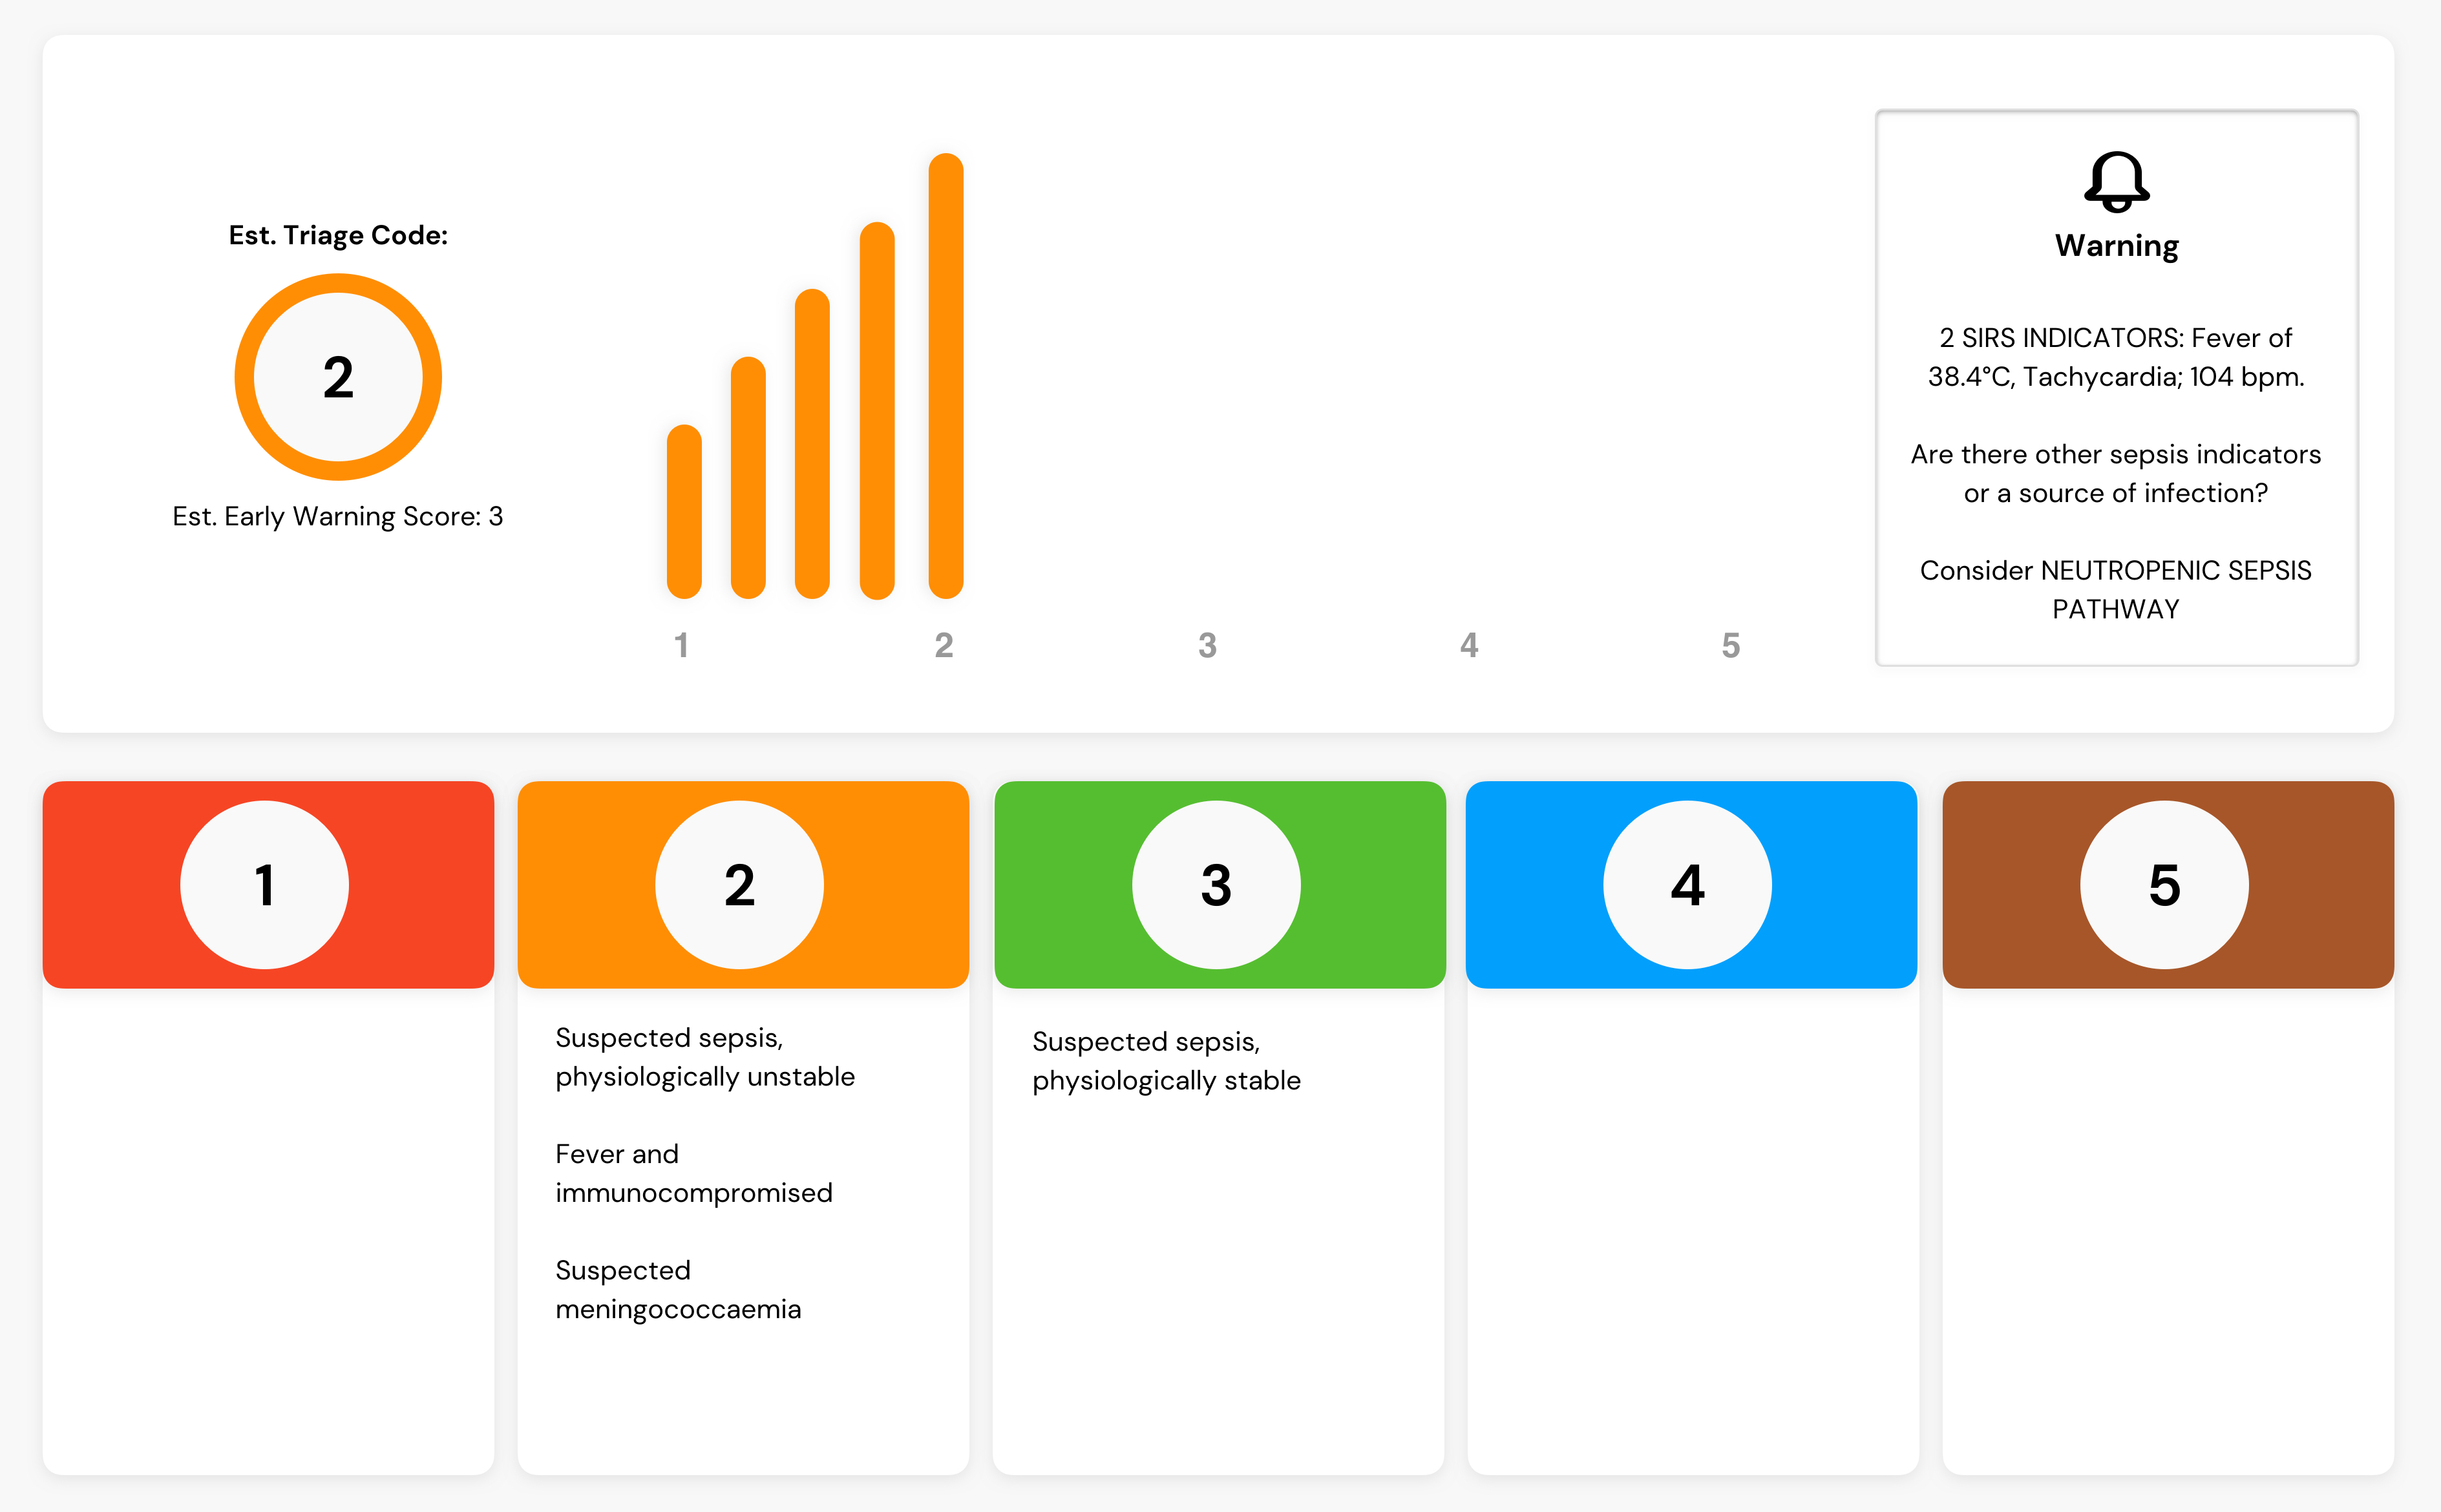 Est. Triage Code:
2
Est. Early Warning Score: 3
1
2
3
4
5
Warning
2 SIRS INDICATORS: Fever of
38.4°C, Tachycardia; 104 bpm.
Are there other sepsis indicators
or a source of infection?
Consider NEUTROPENIC SEPSIS
PATHWAY
1
2
Suspected sepsis,
physiologically unstable
Fever and
immunocompromised
Suspected
meningococcaemia
3
Suspected sepsis,
physiologically stable
4
5